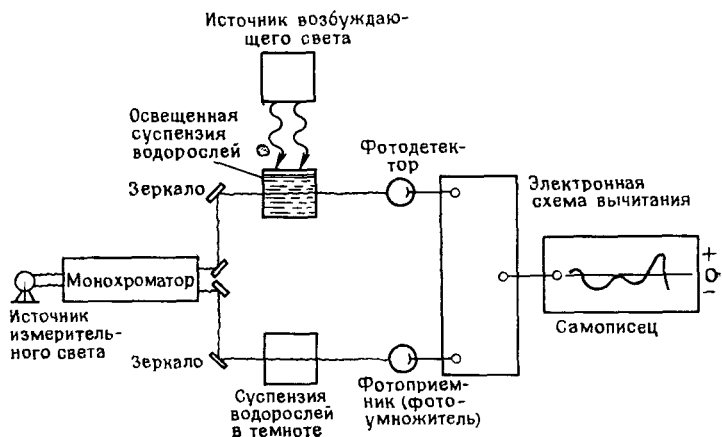 Источник возбуждаю-
щего света
Освещенная
суспензия
водорослей
Фотодетек-
тор
Зеркало
Электронная
схема вычитания
Монохроматор
+
0
−
Источник
измеритель-
ного света
Самописец
Зеркало
Суспензия
водорослей
в темноте
Фотоприем-
ник (фото-
умножитель)